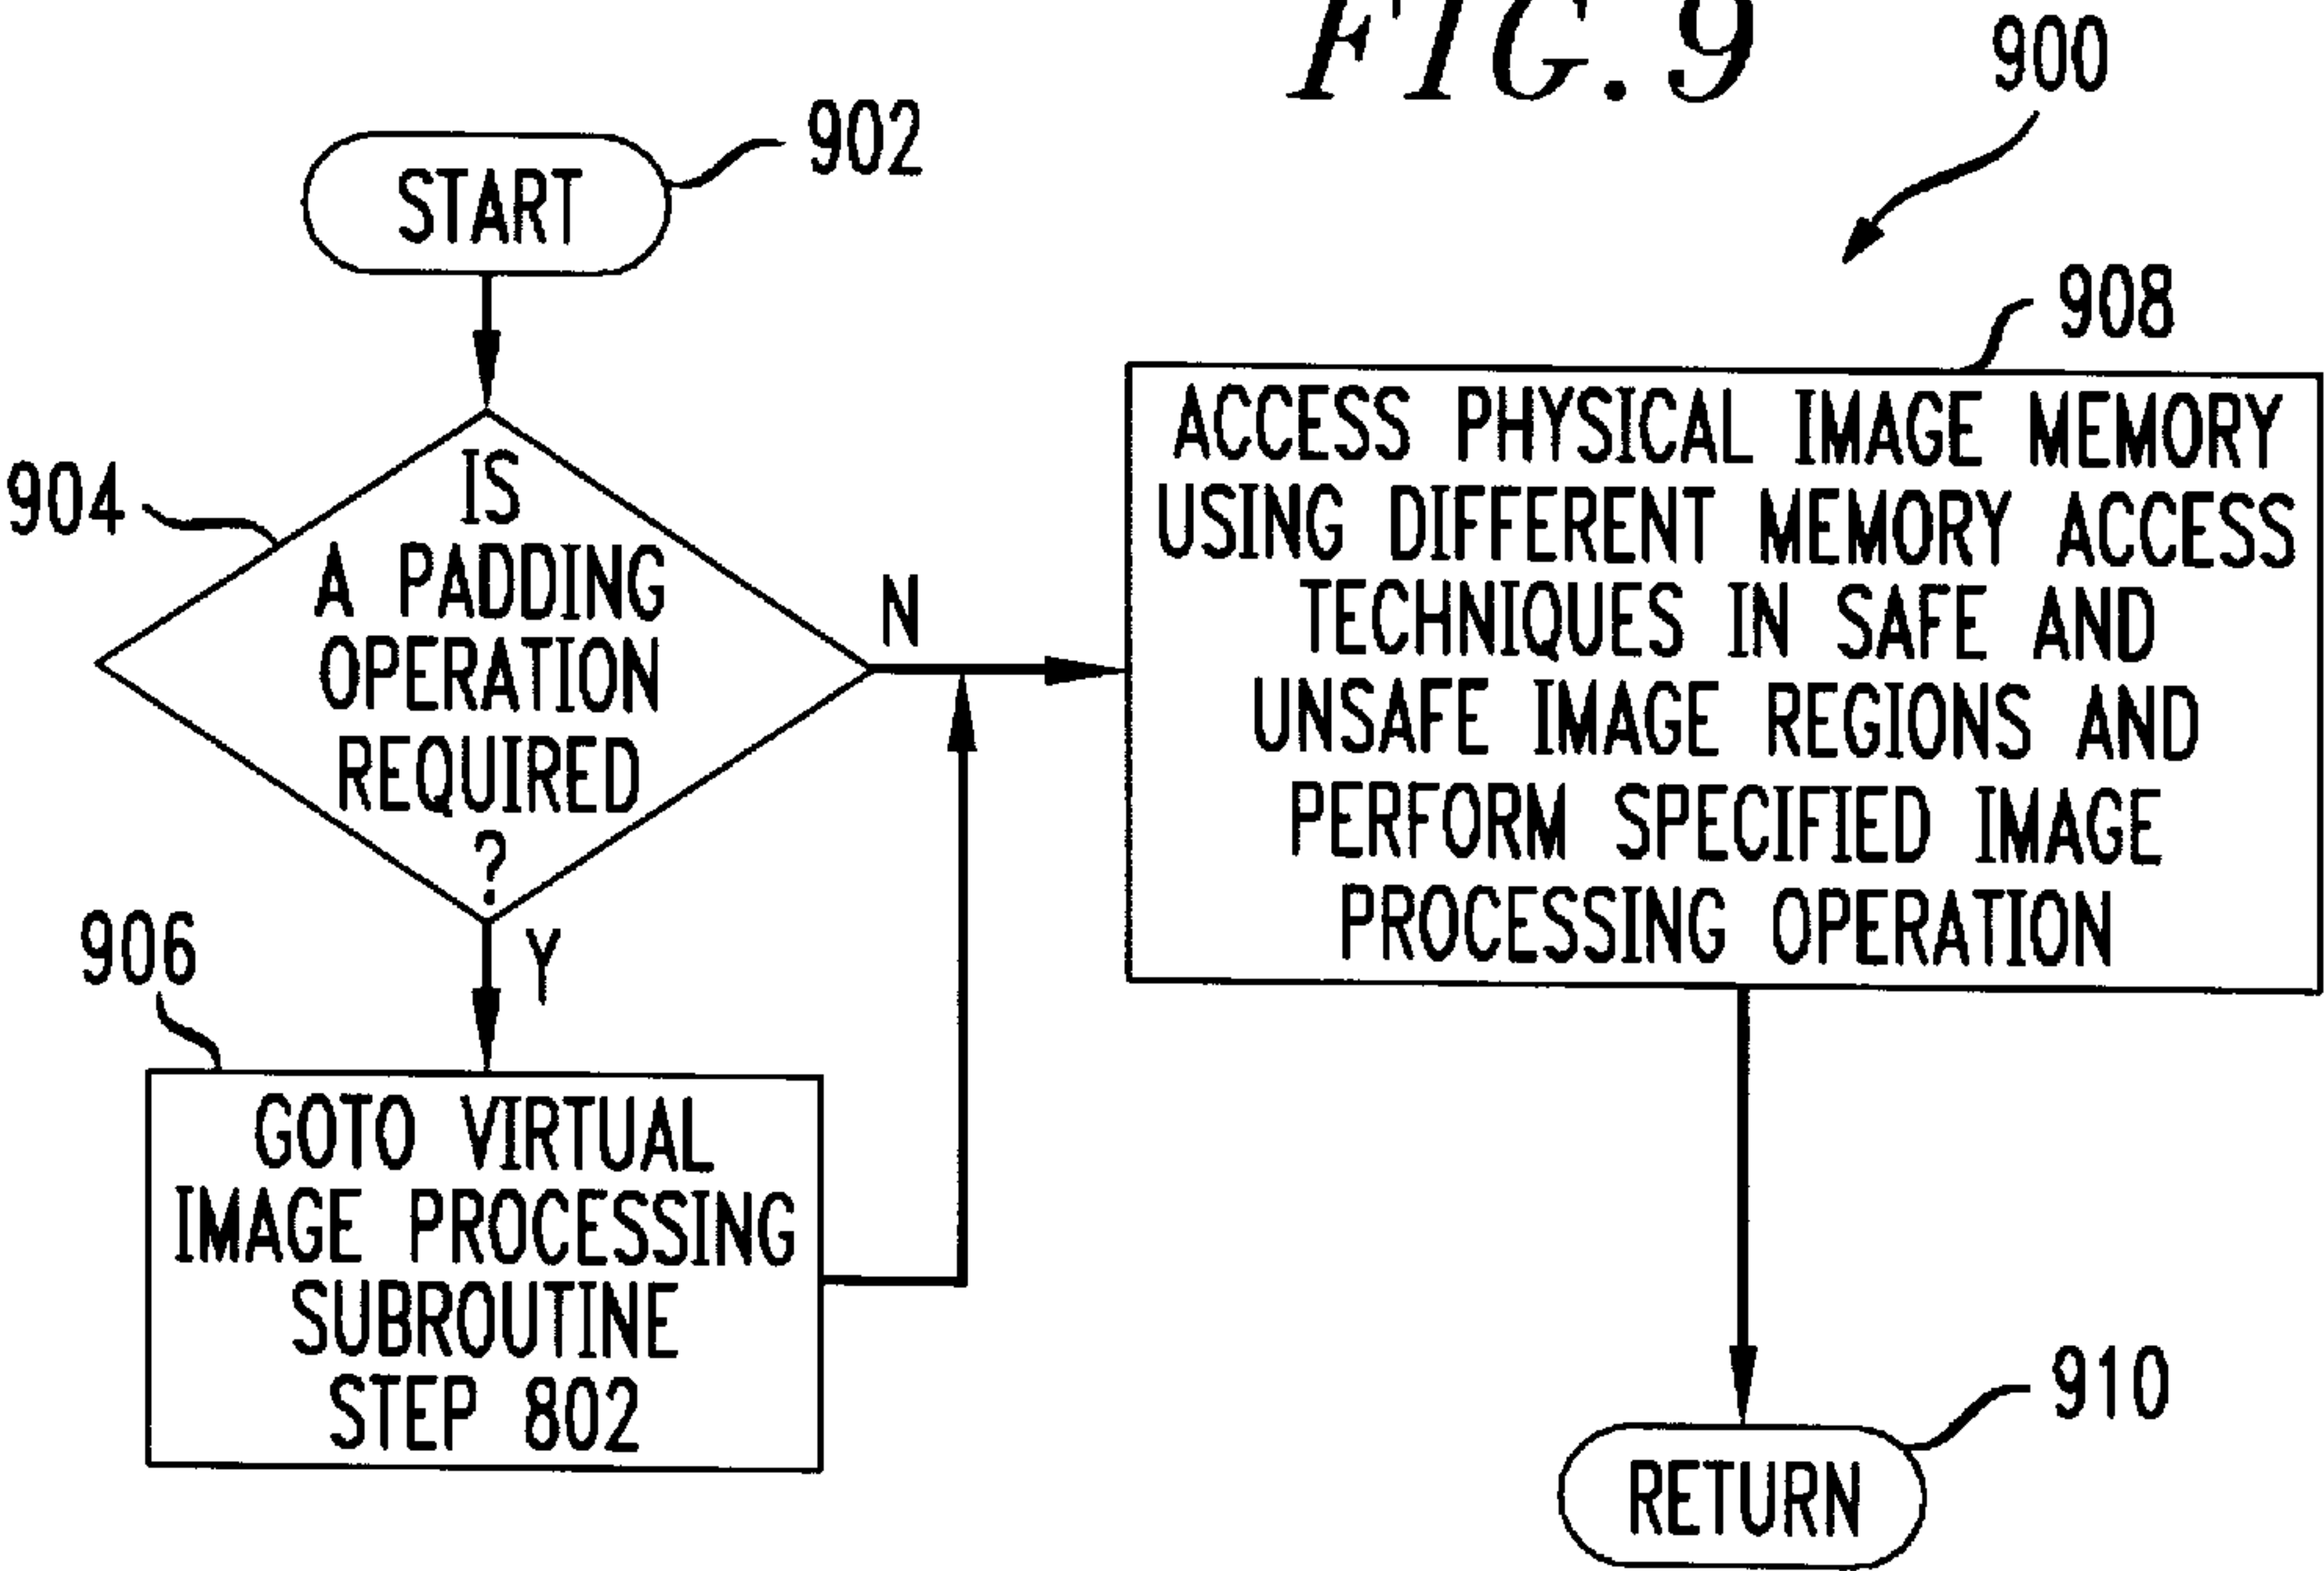 FIG. 9
900
902
START
904
IS
A PADDING
OPERATION
REQUIRED
?
N
Y
906
GOTO VIRTUAL
IMAGE PROCESSING
SUBROUTINE
STEP 802
908
ACCESS PHYSICAL IMAGE MEMORY
USING DIFFERENT MEMORY ACCESS
TECHNIQUES IN SAFE AND
UNSAFE IMAGE REGIONS AND
PERFORM SPECIFIED IMAGE
PROCESSING OPERATION
910
RETURN